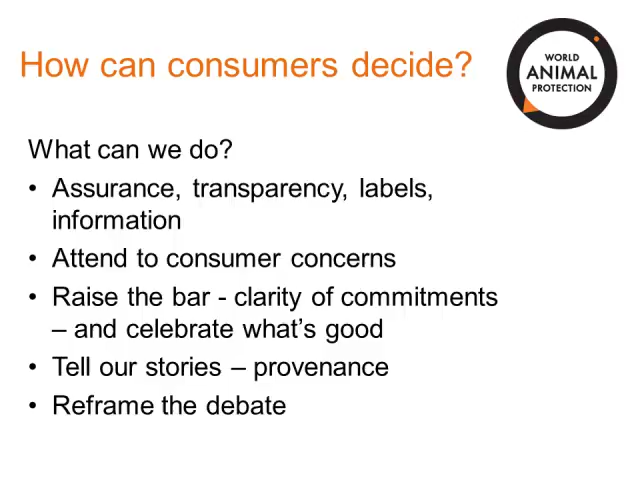 How can consumers decide?
WORLD
ANIMAL
PROTECTION
What can we do?
• Assurance, transparency, labels,
information
• Attend to consumer concerns
• Raise the bar - clarity of commitments
– and celebrate what’s good
• Tell our stories – provenance
• Reframe the debate